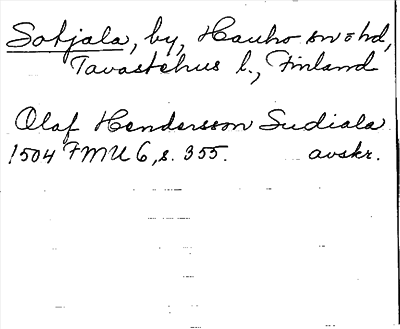 Sotjala, by, Hauho sn o hd,
Tavastehus l., Finland
Olaf Hendersson Sudiala
1504 FMU 6, s. 355. avskr.